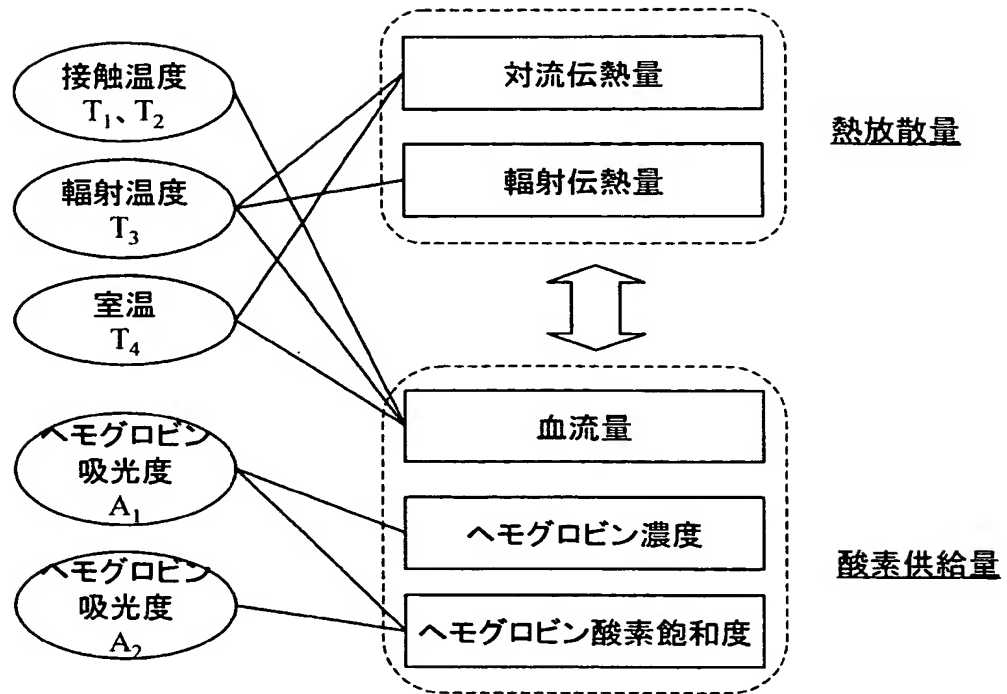 接触温度
T₁、T₂
輻射温度
T₃
室温
T₄
ヘモグロビン
吸光度
A₁
ヘモグロビン
吸光度
A₂
対流伝熱量
輻射伝熱量
熱放散量
血流量
ヘモグロビン濃度
ヘモグロビン酸素飽和度
酸素供給量